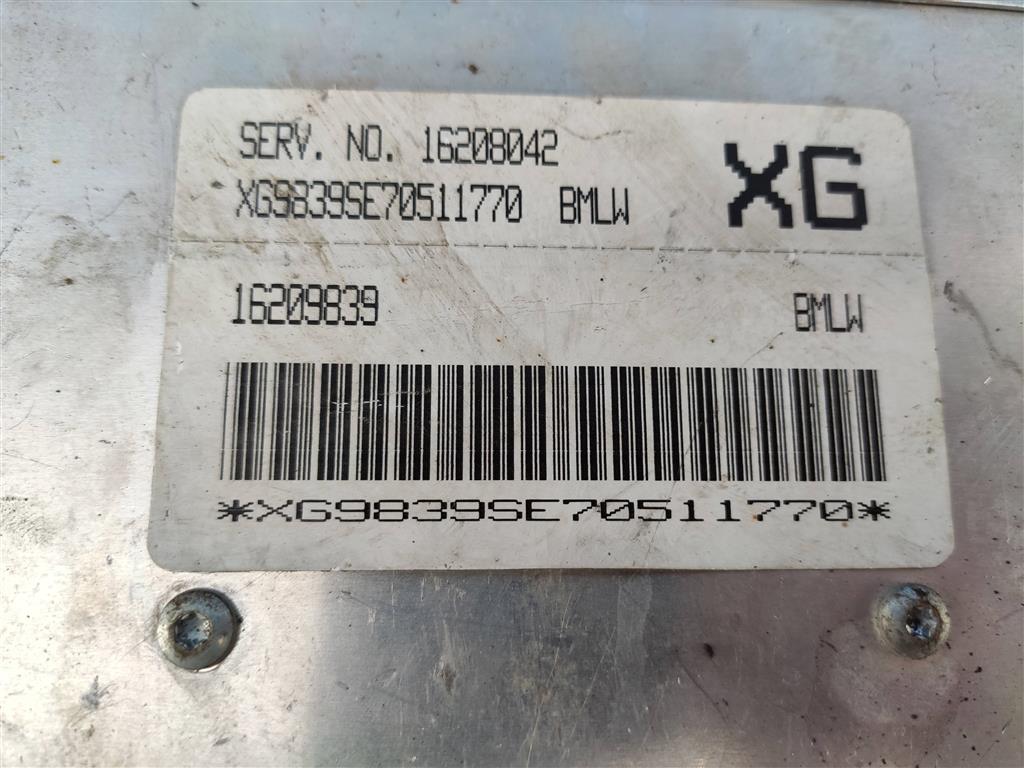 SERV. NO. 16208042
XG9839SE70511770 BMLW
XG
16209839 BMLW
*XG9839SE70511770*